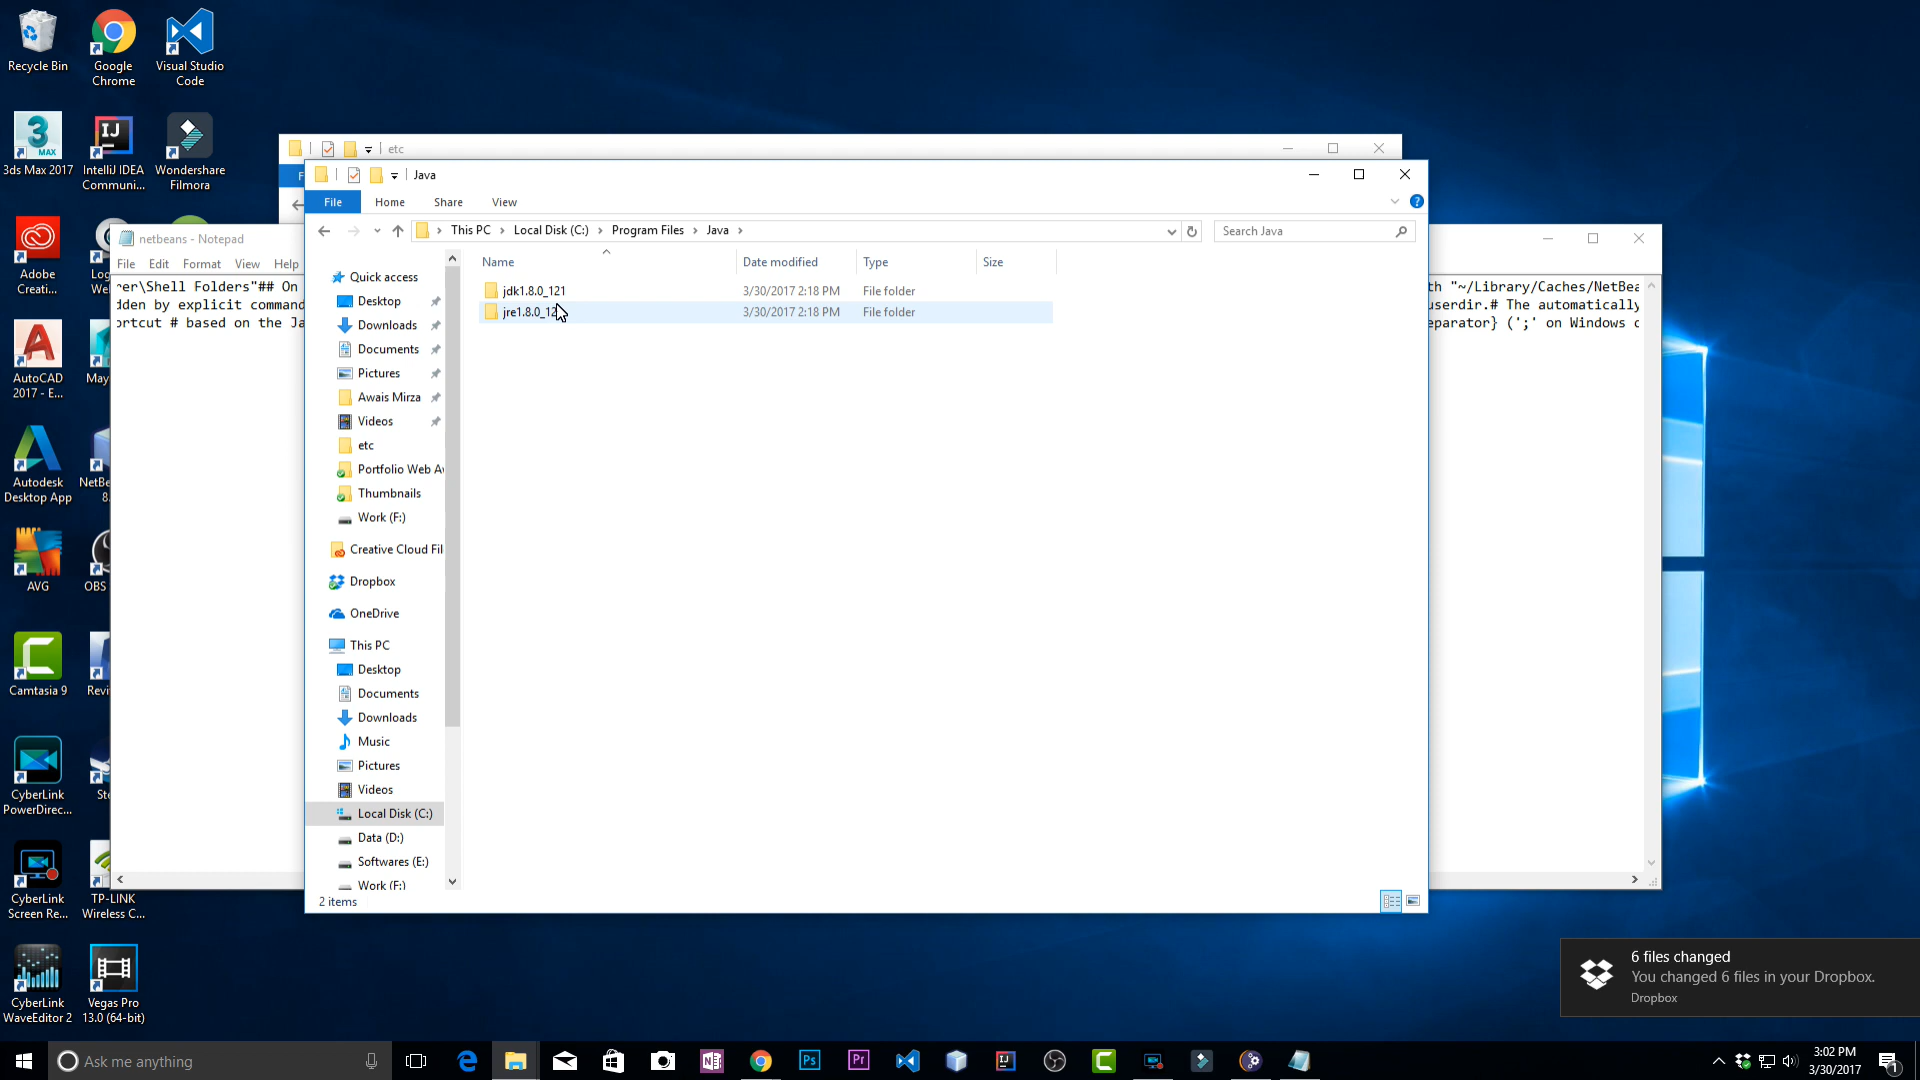 Recycle Bin
Google
Chrome
Visual Studio
Code
3ds Max 2017
IntelliJ IDEA
Communi...
Wondershare
Filmora
Adobe
Creati...
AutoCAD
2017 - E...
Autodesk
Desktop App
AVG
OBS
Camtasia 9
CyberLink
PowerDirec...
CyberLink
Screen Re...
TP-LINK
Wireless C...
CyberLink
WaveEditor 2
Vegas Pro
13.0 (64-bit)
etc
netbeans - Notepad
File Edit Format View Help
rer\Shell Folders"## On
dden by explicit command
ortcut # based on the Ja
th "~/Library/Caches/NetBea
userdir.# The automatically
eparator} (';' on Windows o
Java
File Home Share View
This PC > Local Disk (C:) > Program Files > Java >
Search Java
Name Date modified Type Size
jdk1.8.0_121 3/30/2017 2:18 PM File folder
jre1.8.0_12 3/30/2017 2:18 PM File folder
Quick access
Desktop
Downloads
Documents
Pictures
Awais Mirza
Videos
etc
Portfolio Web Aw
Thumbnails
Work (F:)
Creative Cloud Fil
Dropbox
OneDrive
This PC
Desktop
Documents
Downloads
Music
Pictures
Videos
Local Disk (C:)
Data (D:)
Softwares (E:)
Work (F:)
2 items
6 files changed
You changed 6 files in your Dropbox.
Dropbox
Ask me anything
3:02 PM
3/30/2017